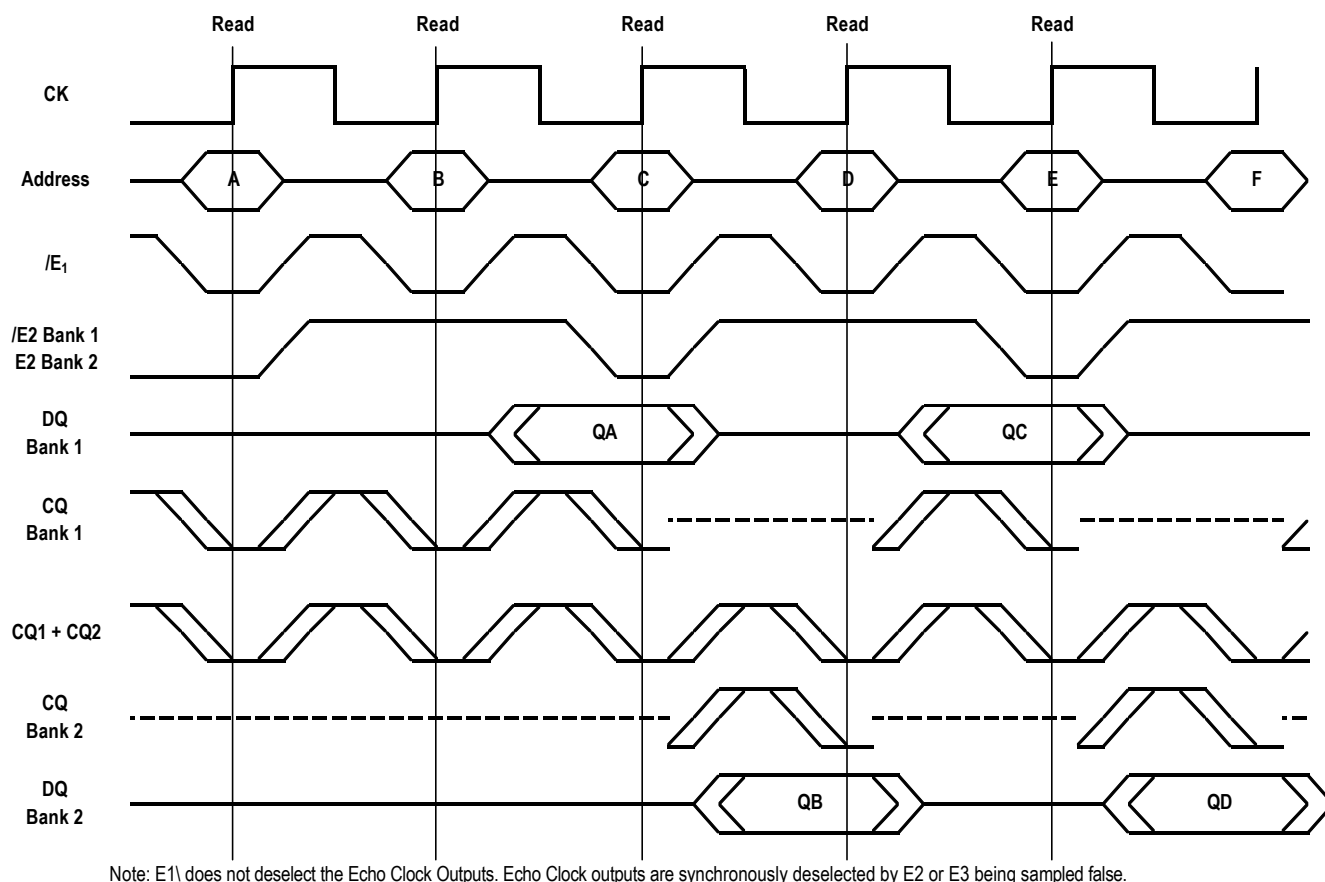 Read Read Read Read Read
CK
Address A B C D E F
/E1
/E2 Bank 1
E2 Bank 2
DQ
Bank 1
QA QC
CQ
Bank 1
CQ1 + CQ2
CQ
Bank 2
DQ
Bank 2
QB QD
Note: E1\ does not deselect the Echo Clock Outputs. Echo Clock outputs are synchronously deselected by E2 or E3 being sampled false.